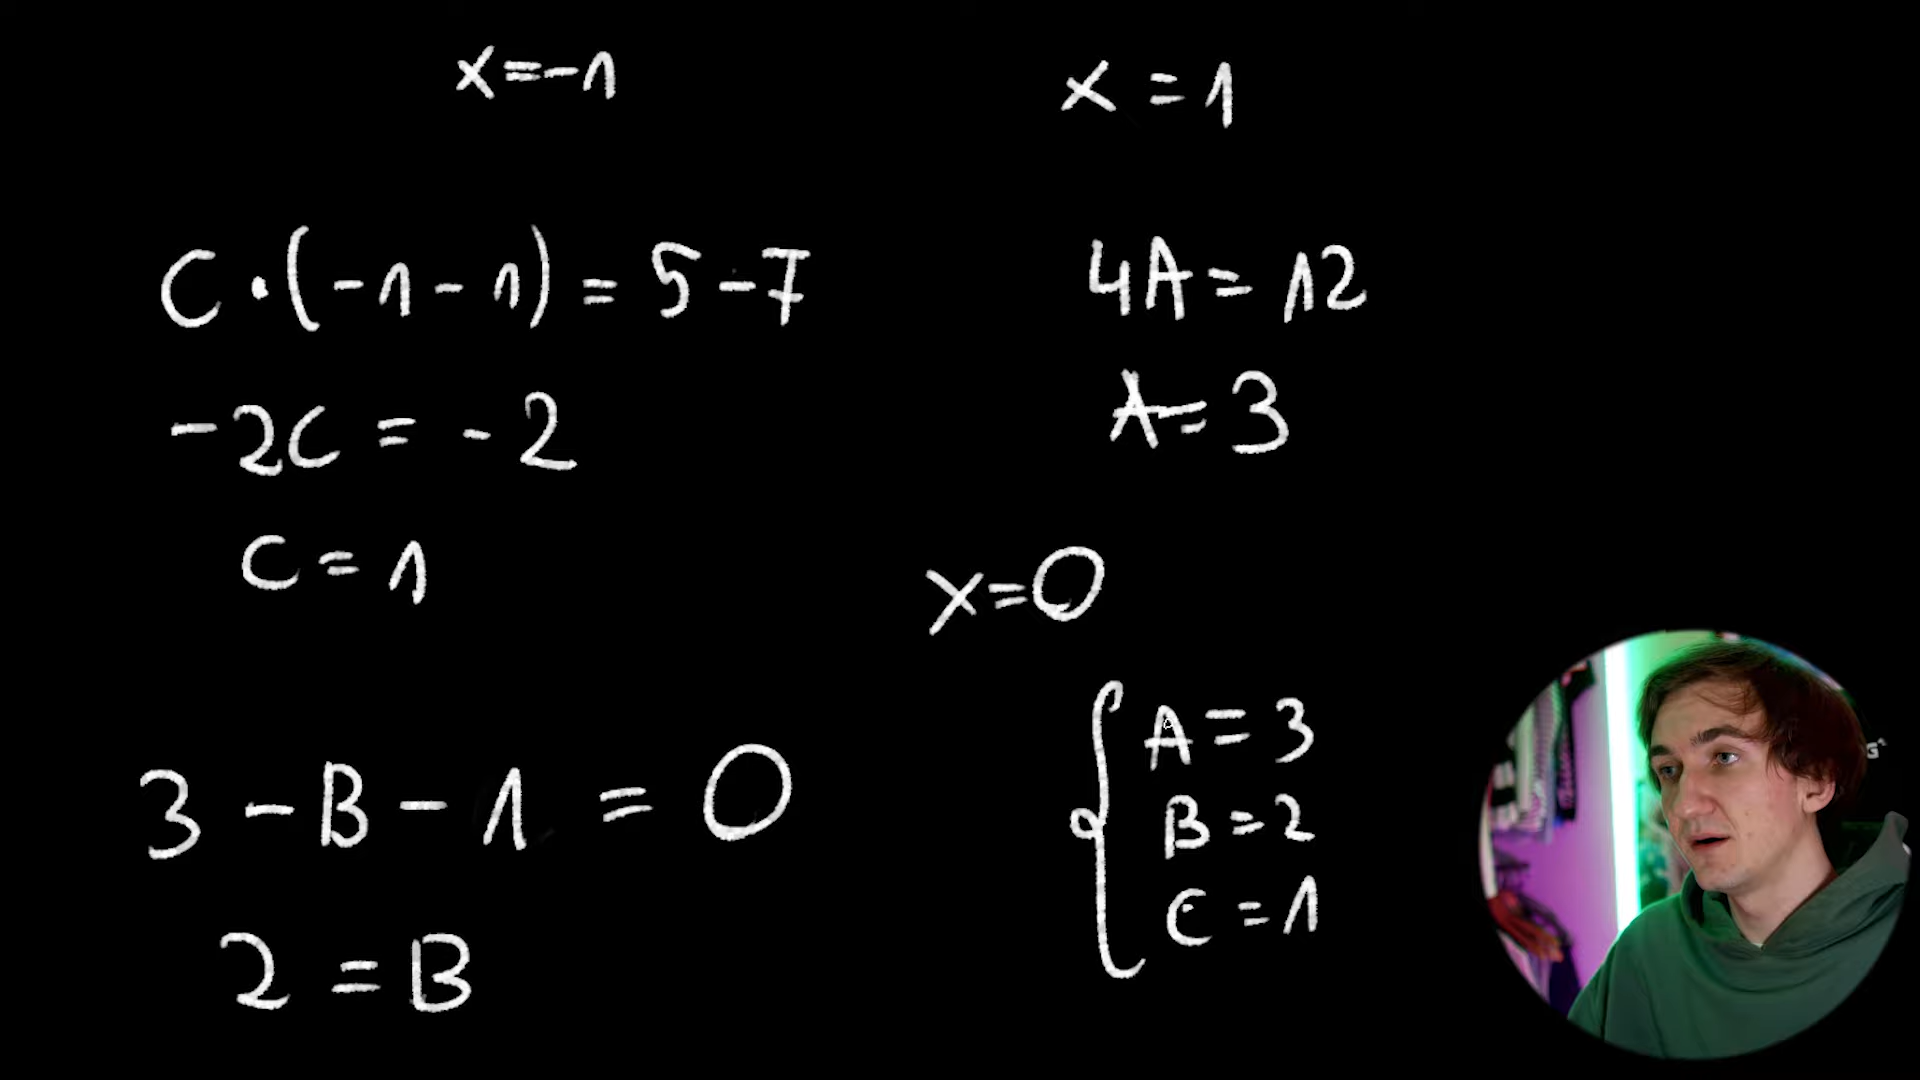 x=-1
x=1
C·(-1-1)=5-7
4A=12
-2C=-2
A=3
C=1
x=0
3-B-1=0
2=B
A=3
B=2
C=1